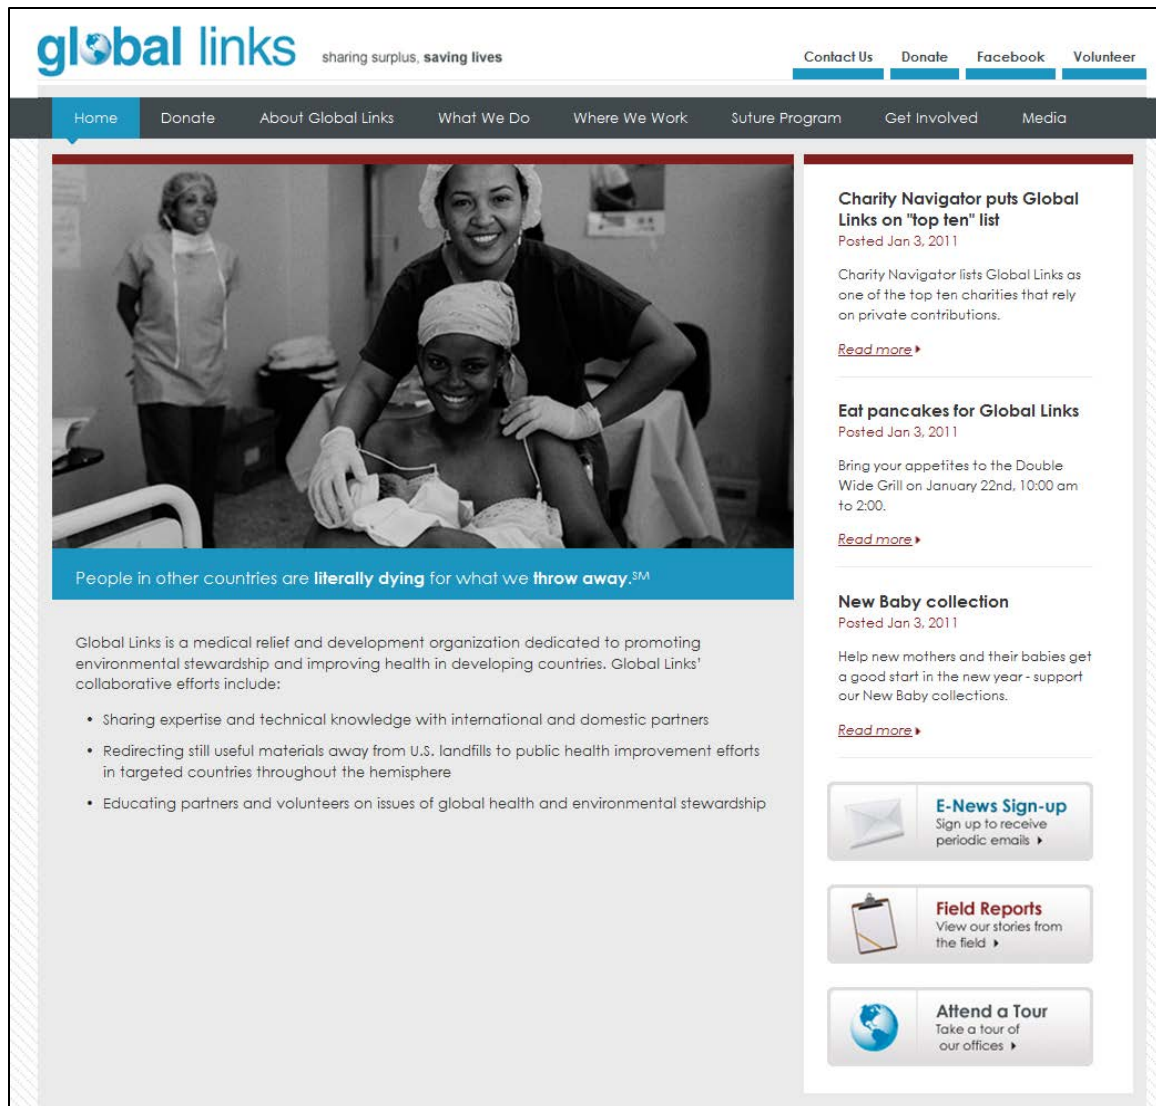 global links
sharing surplus, saving lives
Contact Us Donate Facebook Volunteer
Home Donate About Global Links What We Do Where We Work Suture Program Get Involved Media
People in other countries are literally dying for what we throw away.SM
Global Links is a medical relief and development organization dedicated to promoting
environmental stewardship and improving health in developing countries. Global Links'
collaborative efforts include:
• Sharing expertise and technical knowledge with international and domestic partners
• Redirecting still useful materials away from U.S. landfills to public health improvement efforts
in targeted countries throughout the hemisphere
• Educating partners and volunteers on issues of global health and environmental stewardship
Charity Navigator puts Global
Links on "top ten" list
Posted Jan 3, 2011
Charity Navigator lists Global Links as
one of the top ten charities that rely
on private contributions.
Read more
Eat pancakes for Global Links
Posted Jan 3, 2011
Bring your appetites to the Double
Wide Grill on January 22nd, 10:00 am
to 2:00.
Read more
New Baby collection
Posted Jan 3, 2011
Help new mothers and their babies get
a good start in the new year - support
our New Baby collections.
Read more
E-News Sign-up
Sign up to receive
periodic emails
Field Reports
View our stories from
the field
Attend a Tour
Take a tour of
our offices